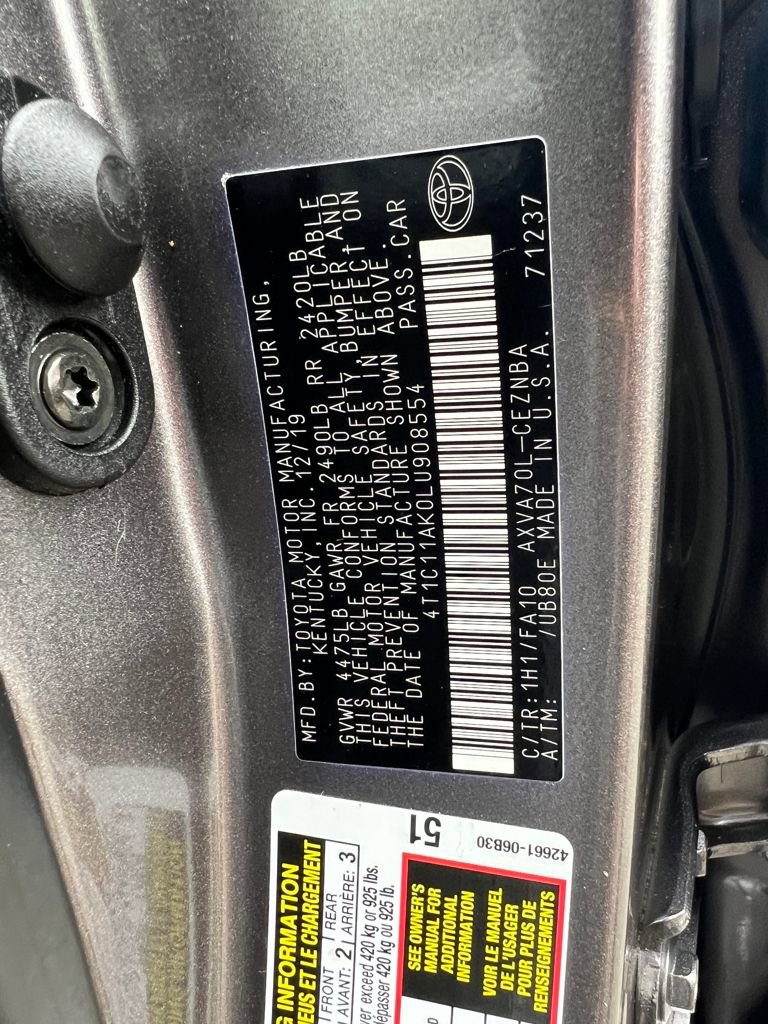 MFD.BY:TOYOTA MOTOR MANUFACTURING,
KENTUCKY, INC. 12/19
GVWR 4475LB GAWR FR 2490LB RR 2420LB
THIS VEHICLE CONFORMS TO ALL APPLICABLE
FEDERAL MOTOR VEHICLE SAFETY, BUMPER, AND
THEFT PREVENTION STANDARDS IN EFFECT ON
THE DATE OF MANUFACTURE SHOWN ABOVE.
4T1C11AK0LU908554 PASS.CAR
C/TR:1H1/FA10 AXVA70L-CEZNBA
A/TM: /UB80E MADE IN U.S.A. 71237
INFORMATION
ET LE CHARGEMENT
FRONT REAR
AVANT: 2 ARRIÈRE: 3
exceed 420 kg or 925 lbs.
dépasser 420 kg ou 925 lb.
51
42661-06B30
SEE OWNER'S
MANUAL FOR
ADDITIONAL
INFORMATION
VOIR LE MANUEL
DE L'USAGER
POUR PLUS DE
RENSEIGNEMENTS